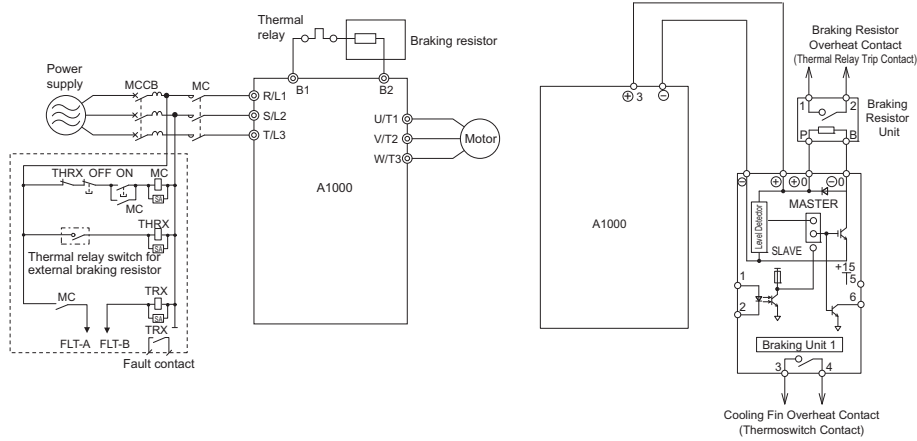 Thermal
relay
Braking resistor
Power
supply
MCCB
MC
B1
B2
R/L1
S/L2
T/L3
U/T1
V/T2
W/T3
Motor
A1000
THRX OFF ON MC
SA
MC
THRX
SA
Thermal relay switch for
external braking resistor
MC
TRX
SA
TRX
FLT-A FLT-B
Fault contact
⊕ 3 ⊖
A1000
Braking Resistor
Overheat Contact
(Thermal Relay Trip Contact)
1 2
Braking
Resistor
Unit
P B
⊖ ⊕ ⊕0 ⊖0
MASTER
Level Detector
SLAVE
+15
1
5
2
6
Braking Unit 1
3 4
Cooling Fin Overheat Contact
(Thermoswitch Contact)